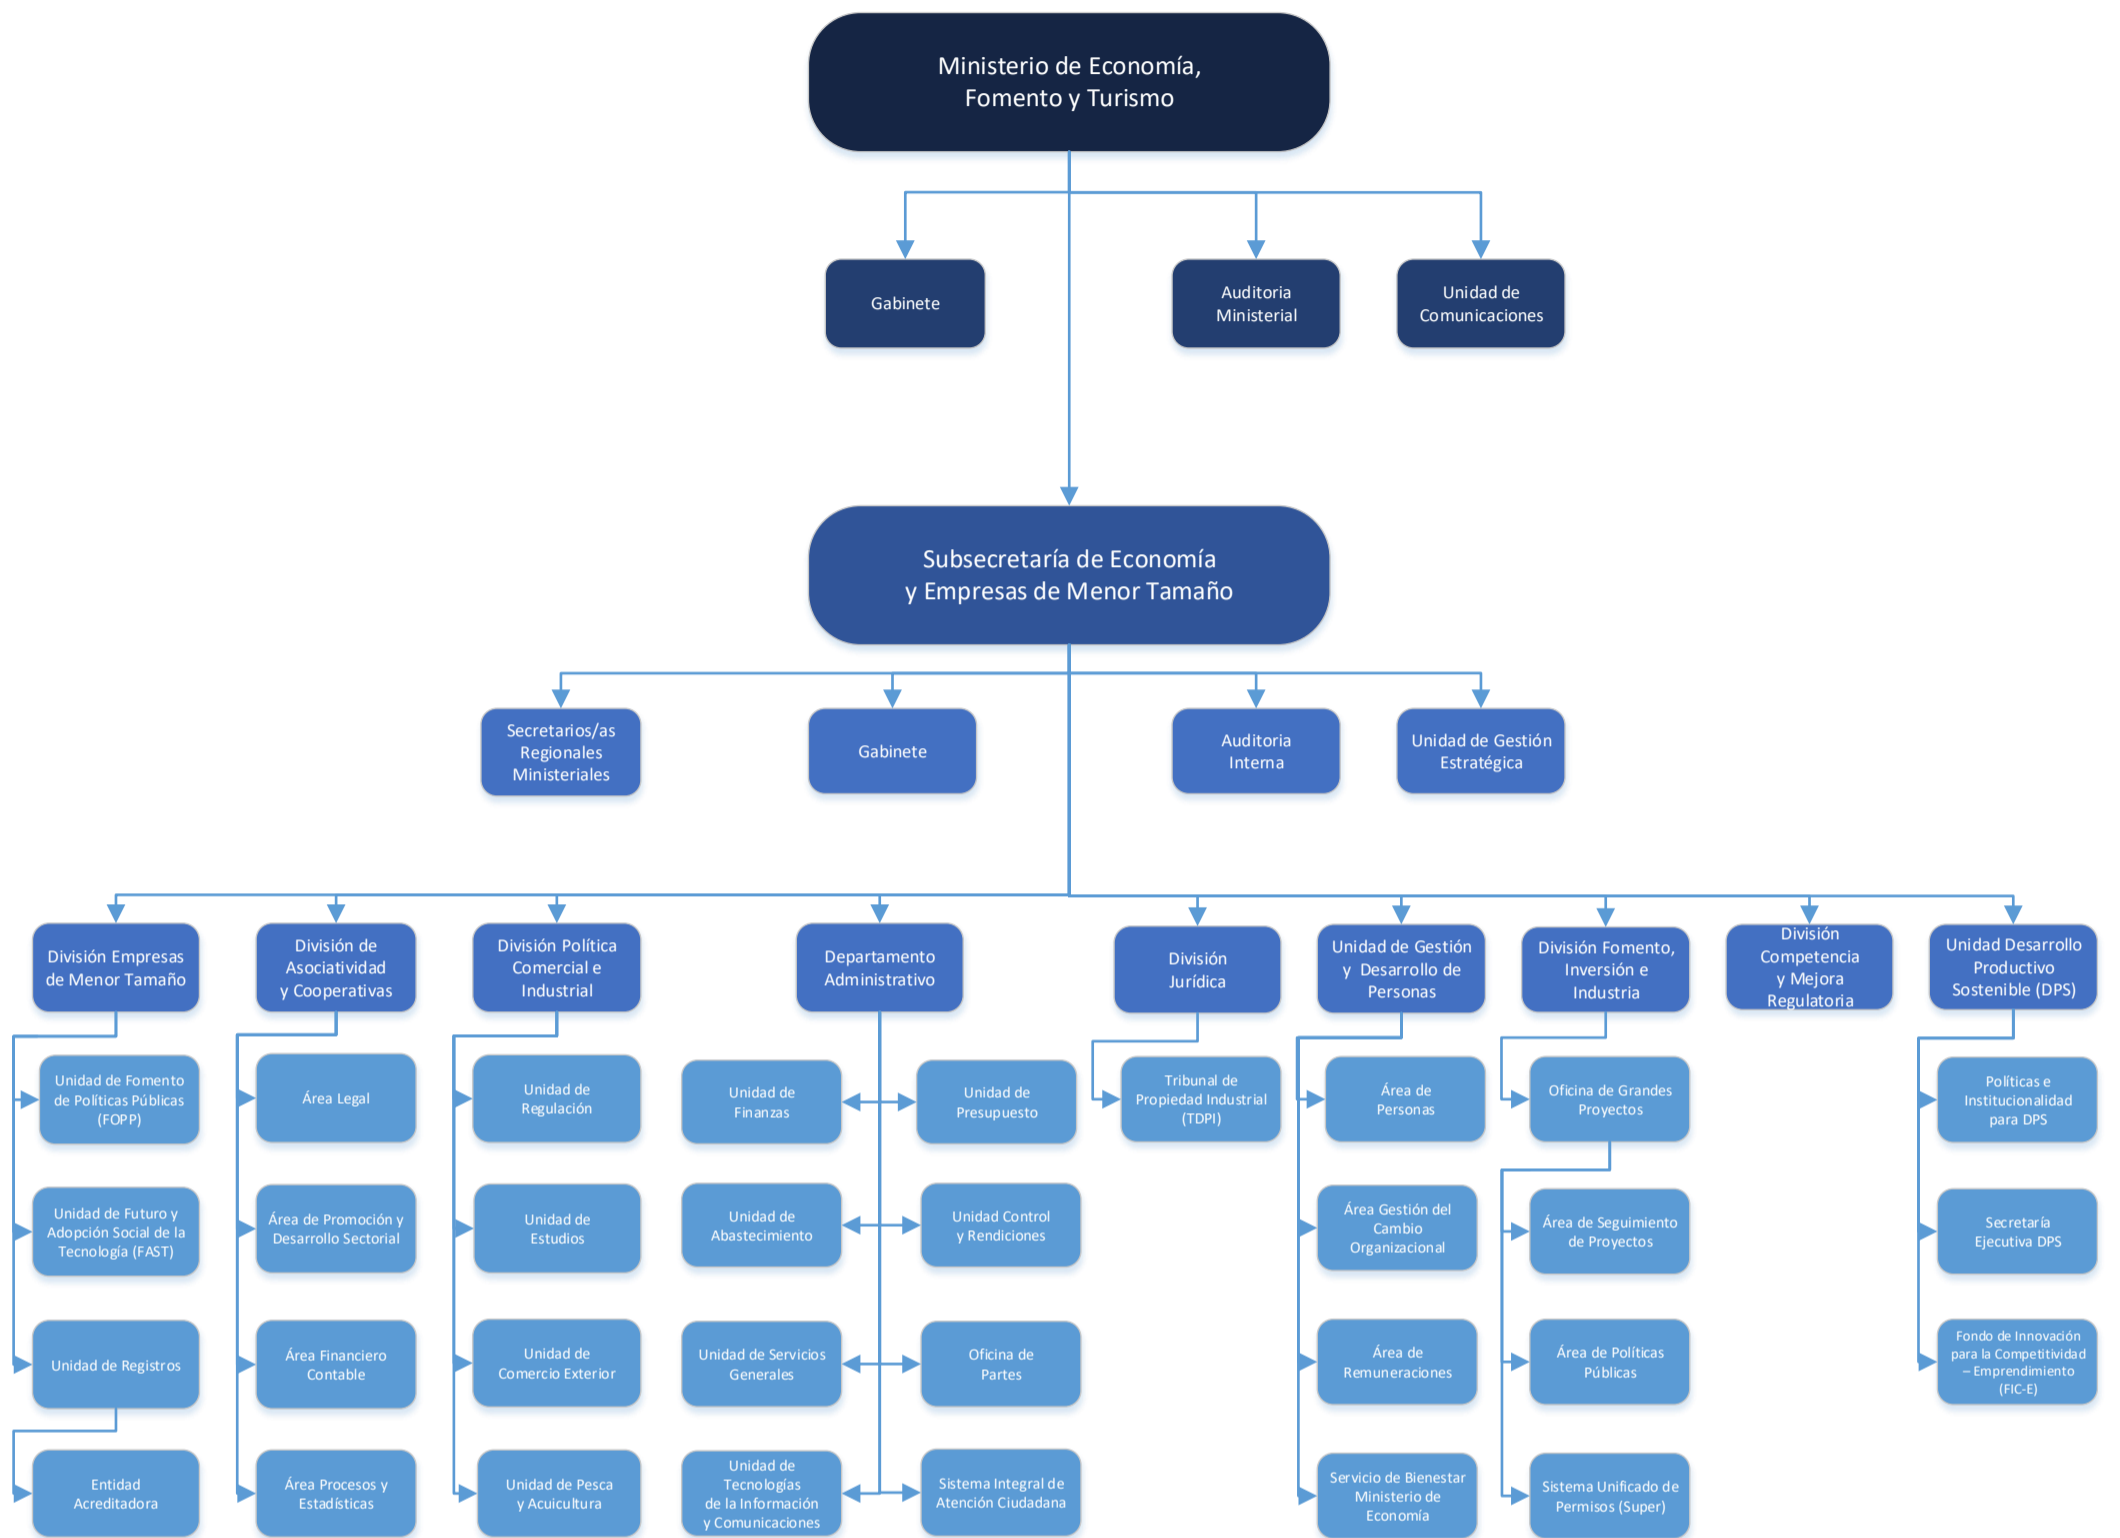 Ministerio de Economía,
Fomento y Turismo
Gabinete
Auditoria
Ministerial
Unidad de
Comunicaciones
Subsecretaría de Economía
y Empresas de Menor Tamaño
Secretarios/as
Regionales
Ministeriales
Gabinete
Auditoria
Interna
Unidad de Gestión
Estratégica
División Empresas
de Menor Tamaño
División de
Asociatividad
y Cooperativas
División Política
Comercial e
Industrial
Departamento
Administrativo
División
Jurídica
Unidad de Gestión
y Desarrollo de
Personas
División Fomento,
Inversión e
Industria
División
Competencia
y Mejora
Regulatoria
Unidad Desarrollo
Productivo
Sostenible (DPS)
Unidad de Fomento
de Políticas Públicas
(FOPP)
Área Legal
Unidad de
Regulación
Unidad de
Finanzas
Unidad de
Presupuesto
Tribunal de
Propiedad Industrial
(TDPI)
Área de
Personas
Oficina de Grandes
Proyectos
Políticas e
Institucionalidad
para DPS
Unidad de Futuro y
Adopción Social de la
Tecnología (FAST)
Área de Promoción y
Desarrollo Sectorial
Unidad de
Estudios
Unidad de
Abastecimiento
Unidad Control
y Rendiciones
Área Gestión del
Cambio
Organizacional
Área de Seguimiento
de Proyectos
Secretaría
Ejecutiva DPS
Unidad de Registros
Área Financiero
Contable
Unidad de
Comercio Exterior
Unidad de Servicios
Generales
Oficina de
Partes
Área de
Remuneraciones
Área de Políticas
Públicas
Fondo de Innovación
para la Competitividad
– Emprendimiento
(FIC-E)
Entidad
Acreditadora
Área Procesos y
Estadísticas
Unidad de Pesca
y Acuicultura
Unidad de
Tecnologías
de la Información
y Comunicaciones
Sistema Integral de
Atención Ciudadana
Servicio de Bienestar
Ministerio de
Economía
Sistema Unificado de
Permisos (Super)